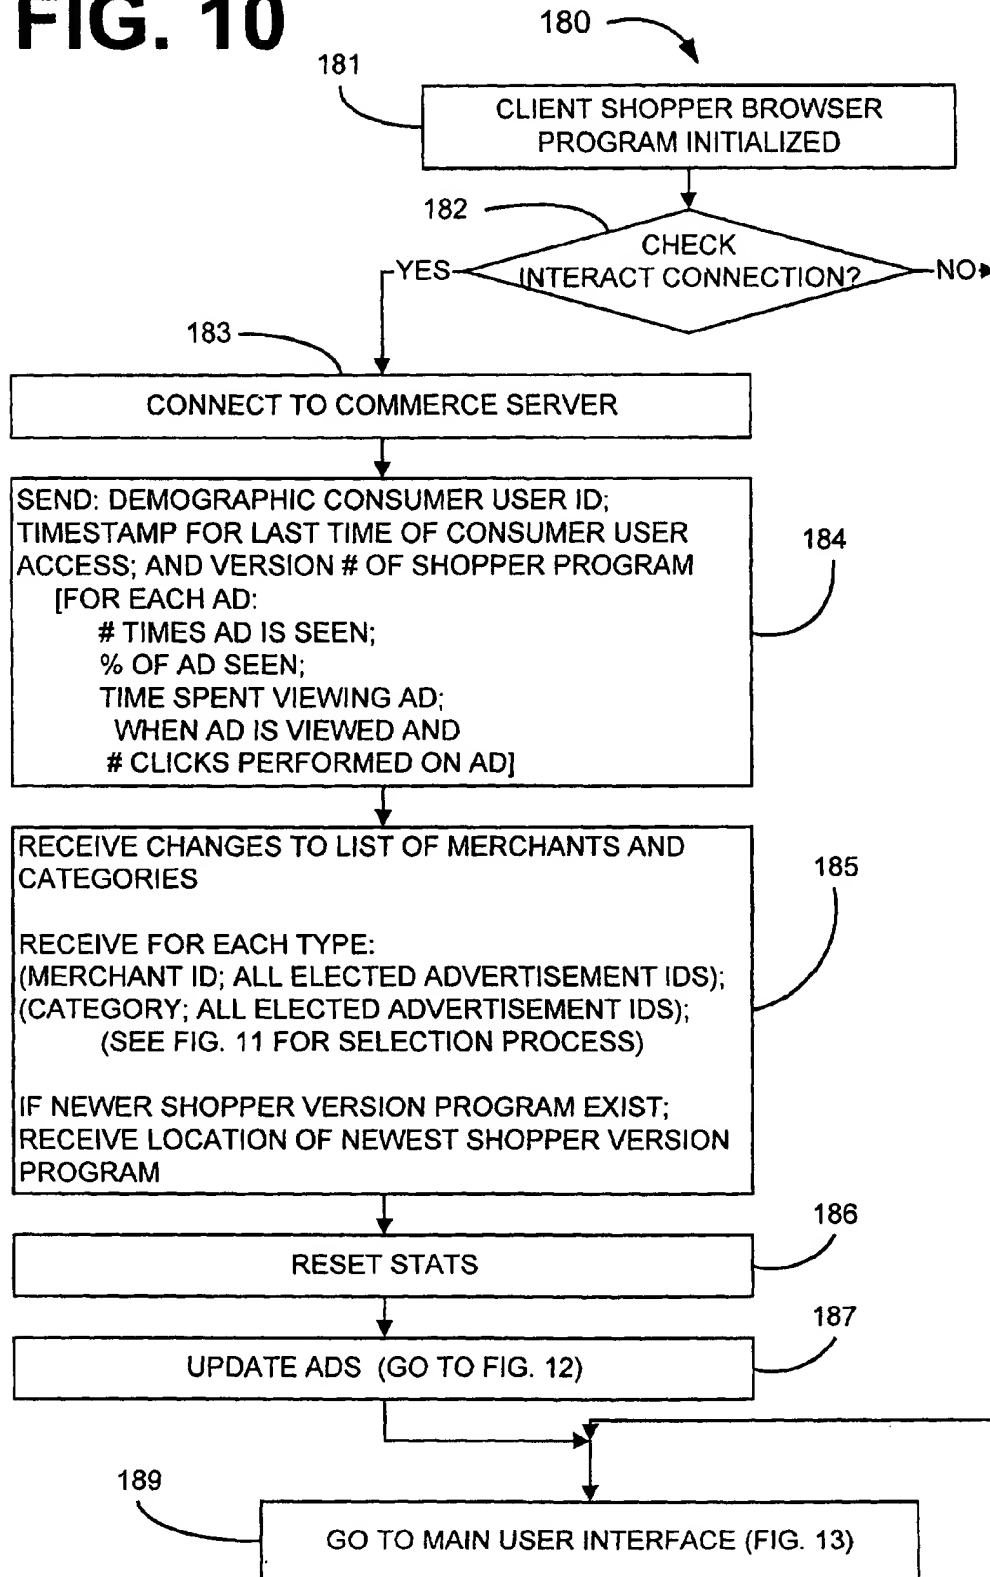 FIG. 10
180
181
CLIENT SHOPPER BROWSER
PROGRAM INITIALIZED
182
CHECK
INTERACT CONNECTION?
YES
NO
183
CONNECT TO COMMERCE SERVER
SEND: DEMOGRAPHIC CONSUMER USER ID;
TIMESTAMP FOR LAST TIME OF CONSUMER USER
ACCESS; AND VERSION # OF SHOPPER PROGRAM
[FOR EACH AD:
# TIMES AD IS SEEN;
% OF AD SEEN;
TIME SPENT VIEWING AD;
WHEN AD IS VIEWED AND
# CLICKS PERFORMED ON AD]
184
RECEIVE CHANGES TO LIST OF MERCHANTS AND
CATEGORIES
RECEIVE FOR EACH TYPE:
(MERCHANT ID; ALL ELECTED ADVERTISEMENT IDS);
(CATEGORY; ALL ELECTED ADVERTISEMENT IDS);
(SEE FIG. 11 FOR SELECTION PROCESS)
IF NEWER SHOPPER VERSION PROGRAM EXIST;
RECEIVE LOCATION OF NEWEST SHOPPER VERSION
PROGRAM
185
RESET STATS
186
UPDATE ADS (GO TO FIG. 12)
187
189
GO TO MAIN USER INTERFACE (FIG. 13)